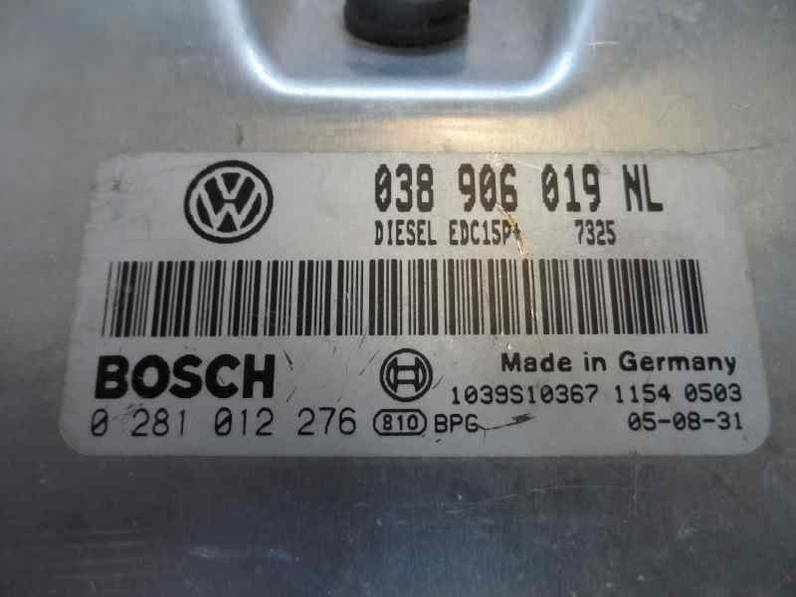 038 906 019 NL
DIESEL EDC15P+ 7325
BOSCH
Made in Germany
1039S10367 1154 0503
0 281 012 276 810 BPG 05-08-31